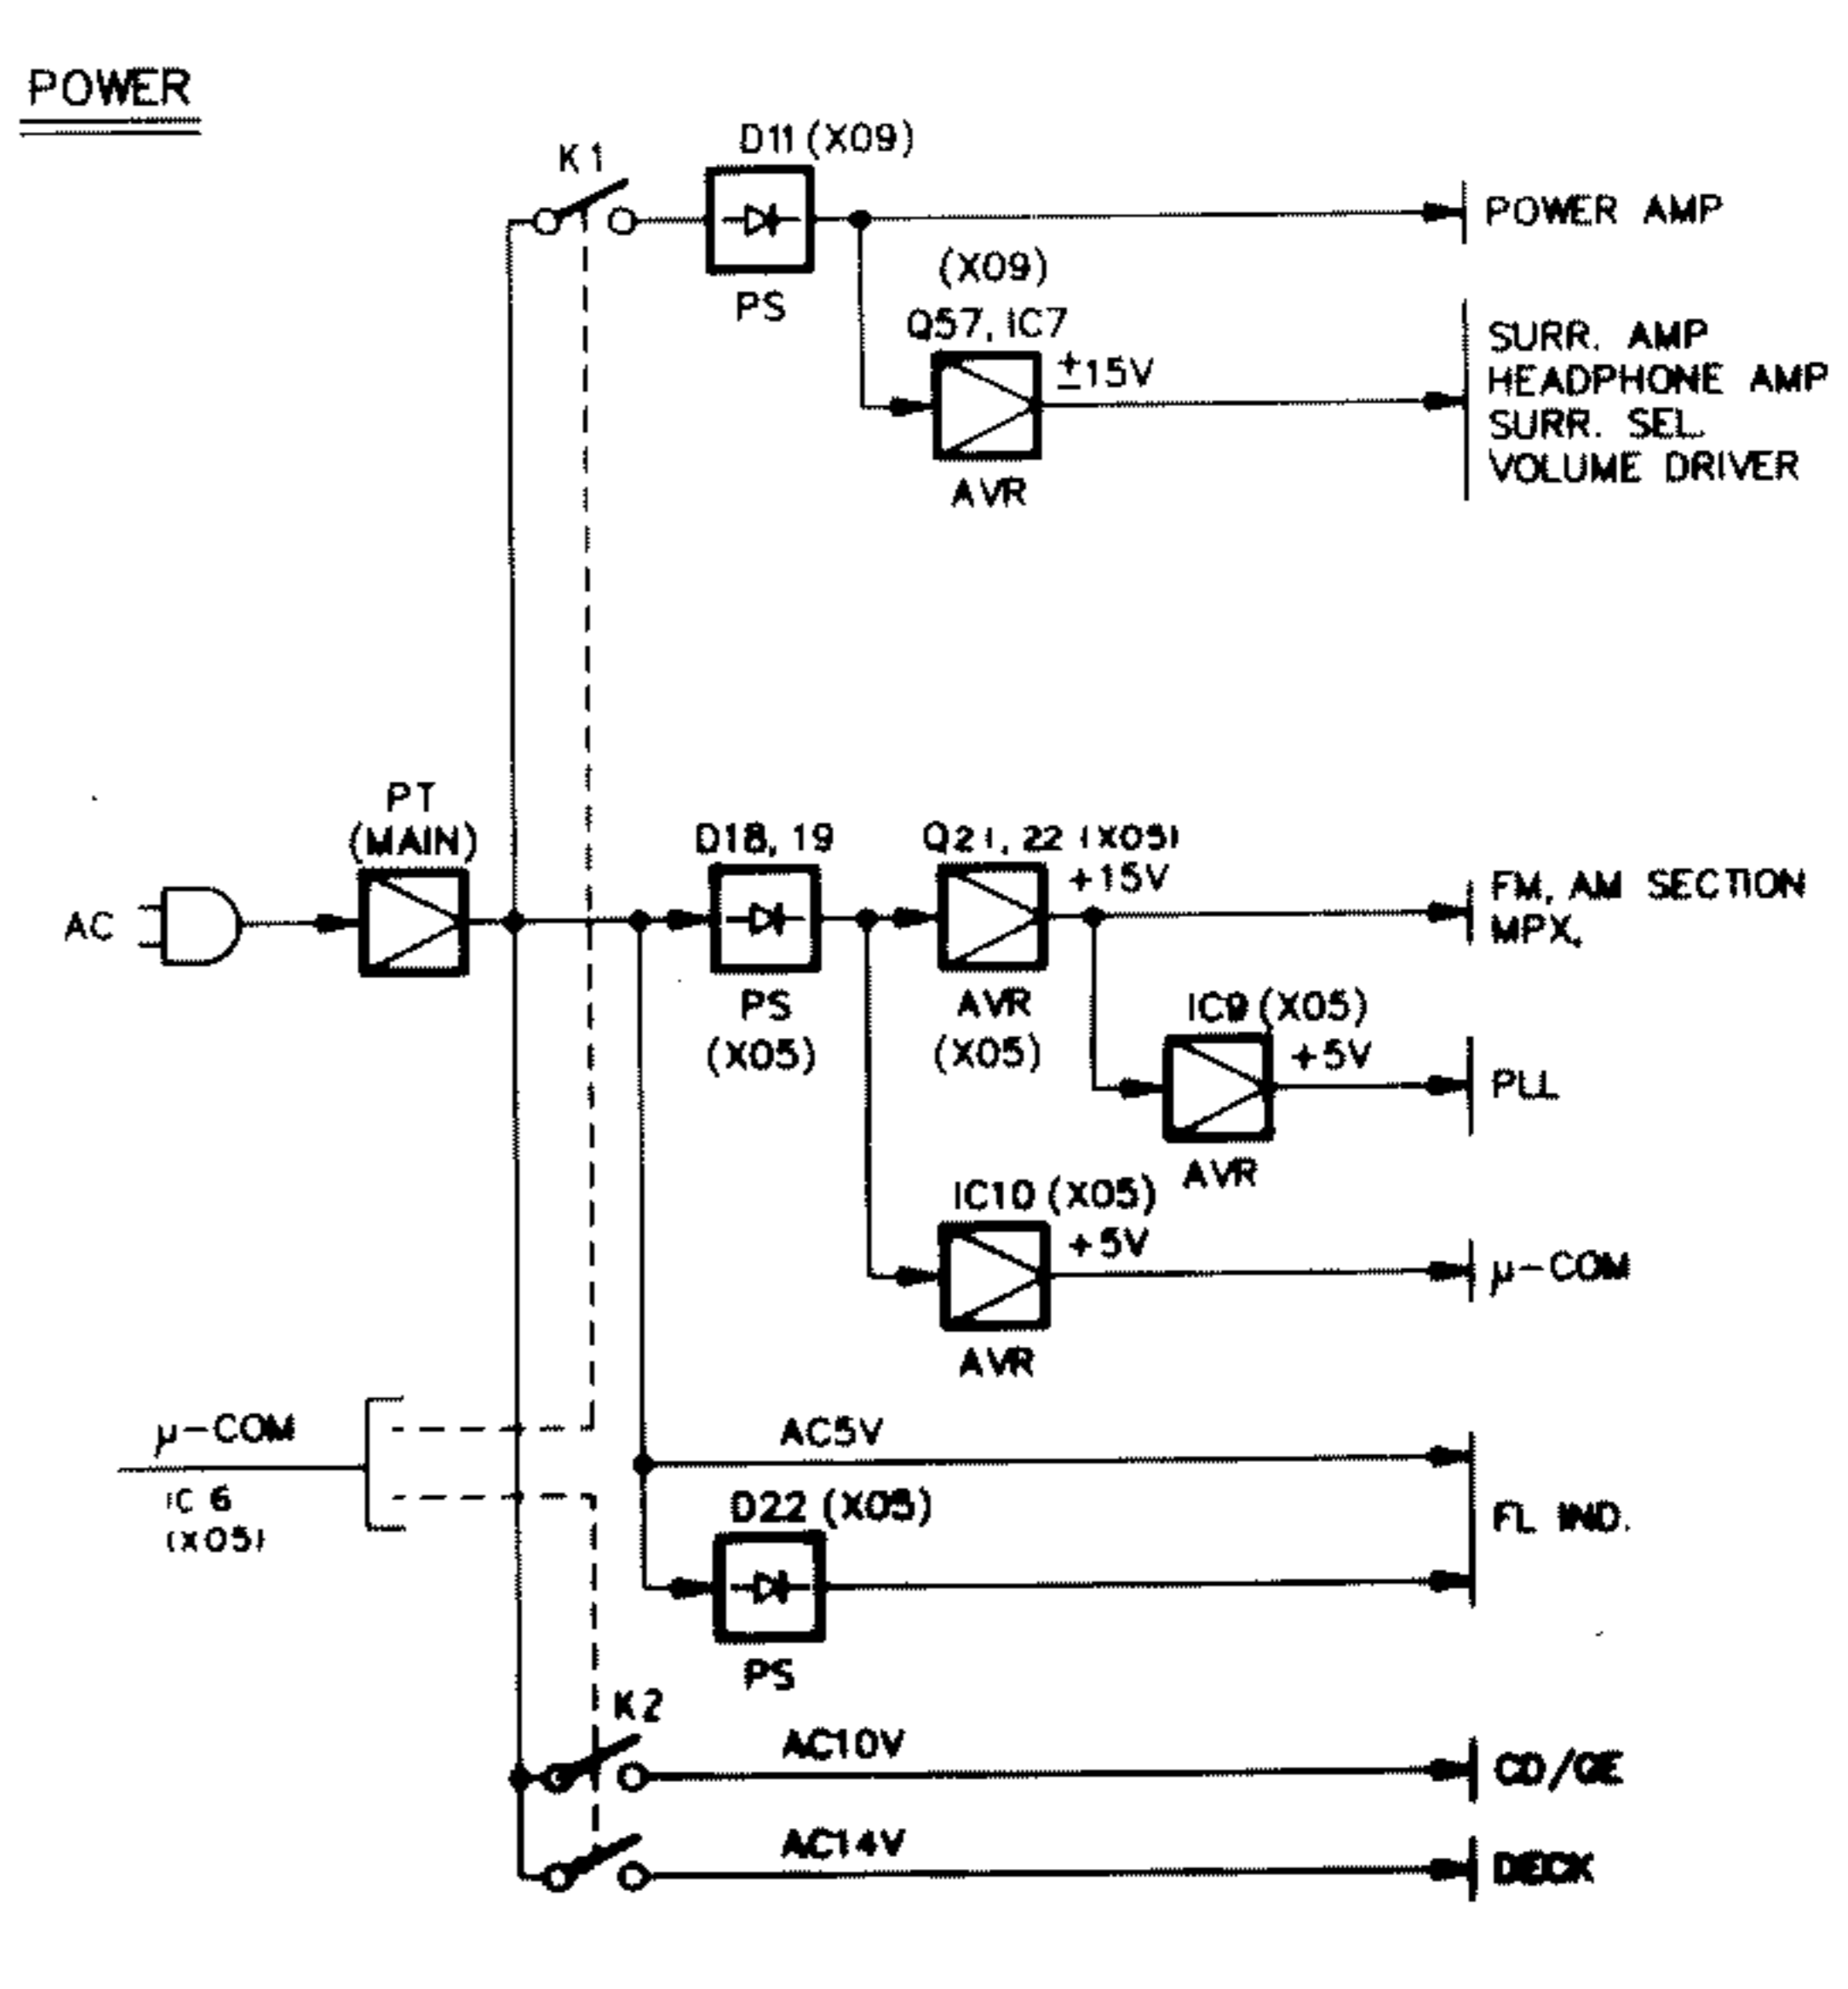 POWER
K1
D11 (X09)
PS
POWER AMP
(X09)
Q57, IC7
±15V
AVR
SURR. AMP
HEADPHONE AMP
SURR. SEL.
VOLUME DRIVER
PT
(MAIN)
AC
D18, 19
PS
(X05)
Q21, 22 (X05)
+15V
AVR
(X05)
FM, AM SECTION
MPX,
IC9 (X05)
+5V
AVR
PLL
IC10 (X05)
+5V
AVR
μ-COM
μ-COM
IC6
(X05)
AC5V
D22 (X05)
PS
FL IND.
K2
AC10V
CD/GE
AC14V
DECK